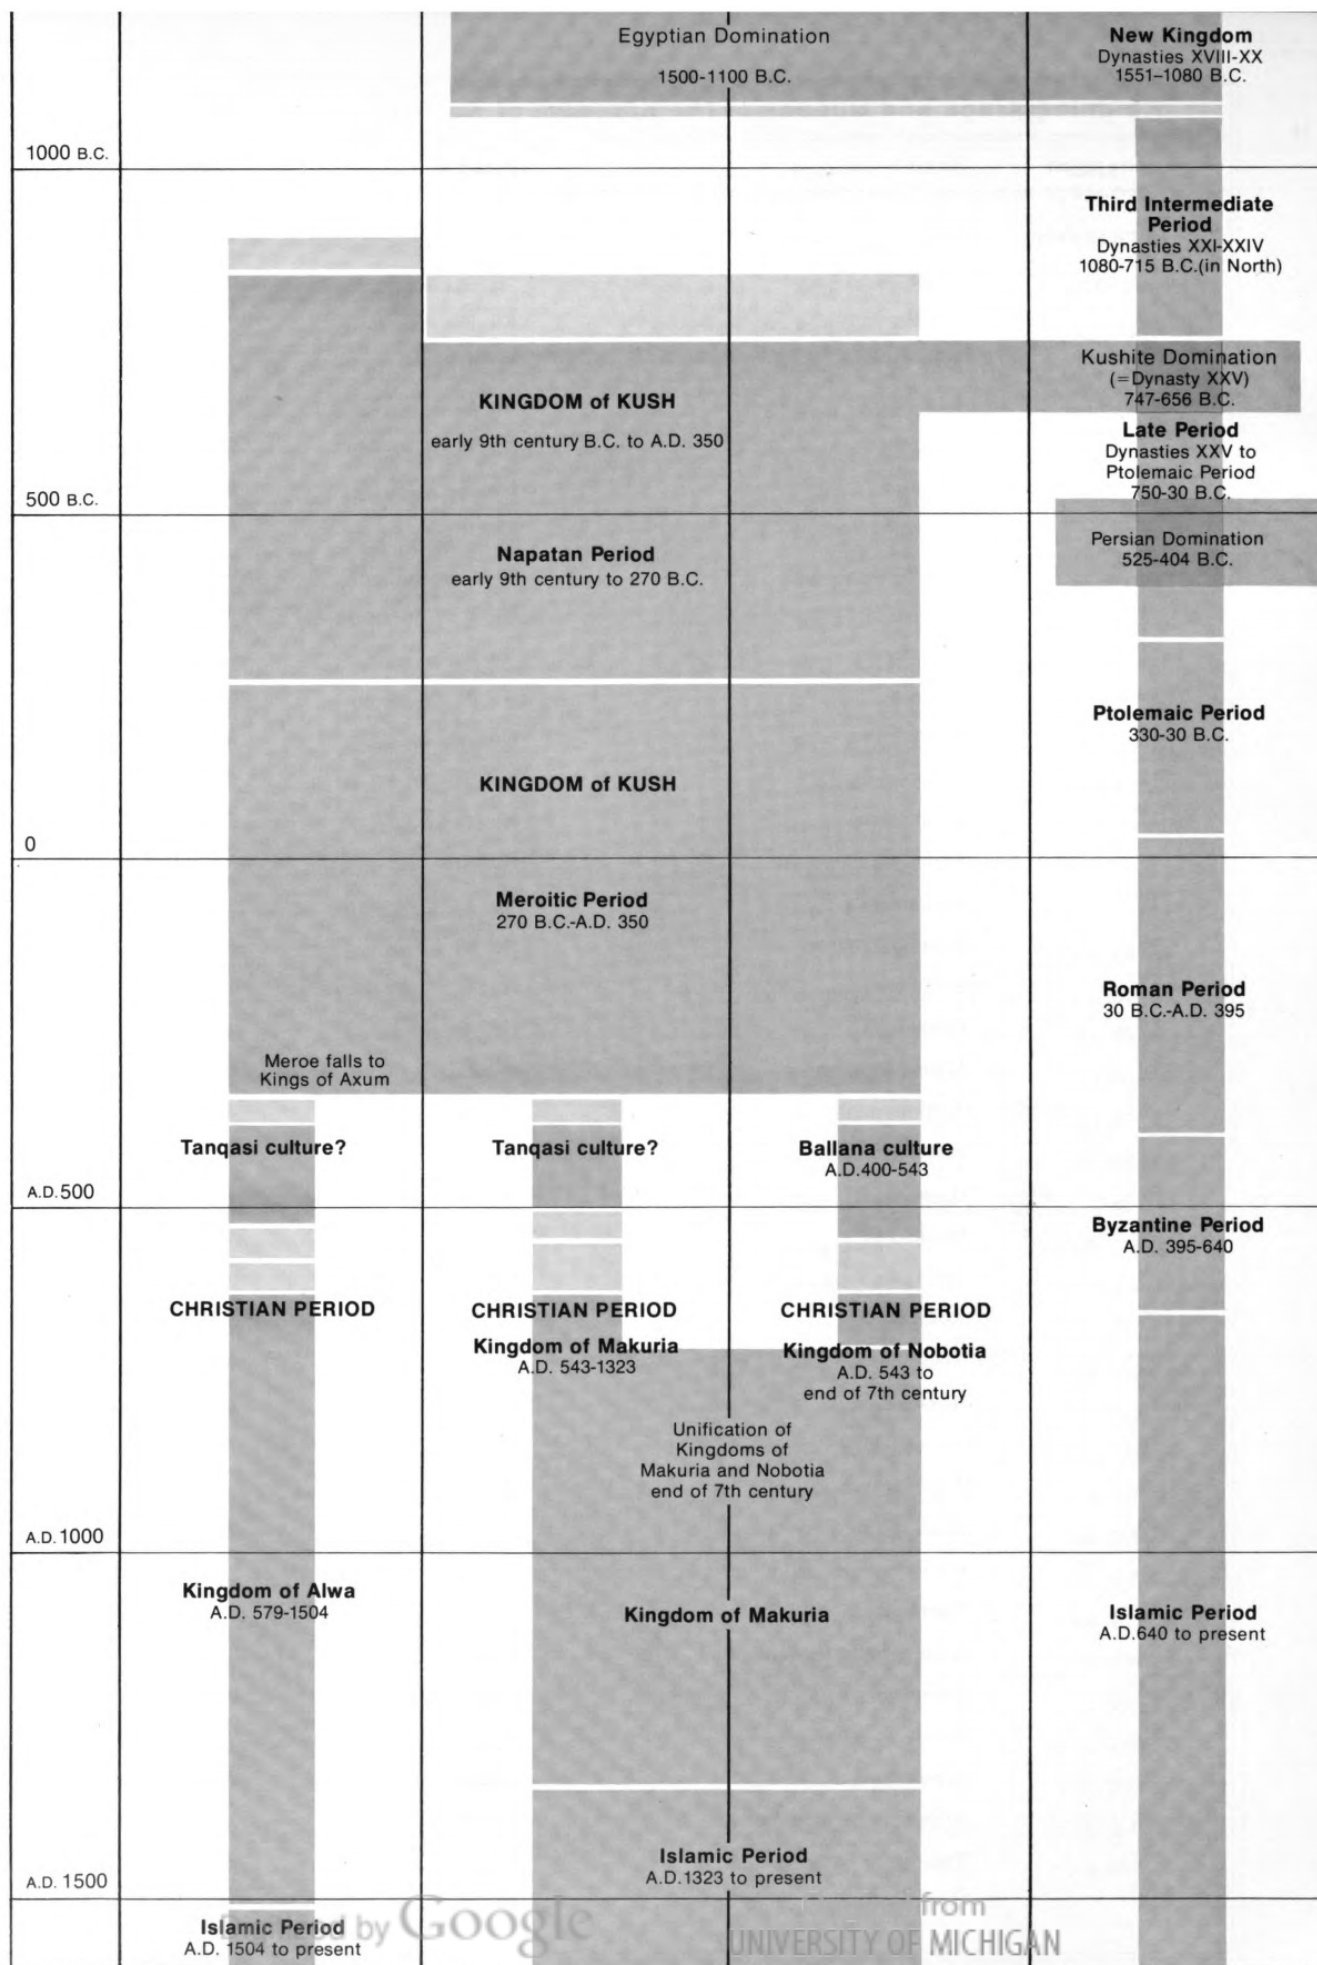 Egyptian Domination
1500-1100 B.C.
New Kingdom
Dynasties XVIII-XX
1551–1080 B.C.
1000 B.C.
Third Intermediate
Period
Dynasties XXI-XXIV
1080-715 B.C.(in North)
Kushite Domination
(=Dynasty XXV)
747-656 B.C.
KINGDOM of KUSH
early 9th century B.C. to A.D. 350
Late Period
Dynasties XXV to
Ptolemaic Period
750-30 B.C.
500 B.C.
Persian Domination
525-404 B.C.
Napatan Period
early 9th century to 270 B.C.
Ptolemaic Period
330-30 B.C.
KINGDOM of KUSH
0
Meroitic Period
270 B.C.-A.D. 350
Roman Period
30 B.C.-A.D. 395
Meroe falls to
Kings of Axum
Tanqasi culture?
Tanqasi culture?
Ballana culture
A.D.400-543
A.D.500
Byzantine Period
A.D. 395-640
CHRISTIAN PERIOD
CHRISTIAN PERIOD
Kingdom of Makuria
A.D. 543-1323
CHRISTIAN PERIOD
Kingdom of Nobotia
A.D. 543 to
end of 7th century
Unification of
Kingdoms of
Makuria and Nobotia
end of 7th century
A.D.1000
Kingdom of Alwa
A.D. 579-1504
Kingdom of Makuria
Islamic Period
A.D.640 to present
Islamic Period
A.D.1323 to present
A.D. 1500
Islamic Period
A.D. 1504 to present
by Google
from
UNIVERSITY OF MICHIGAN